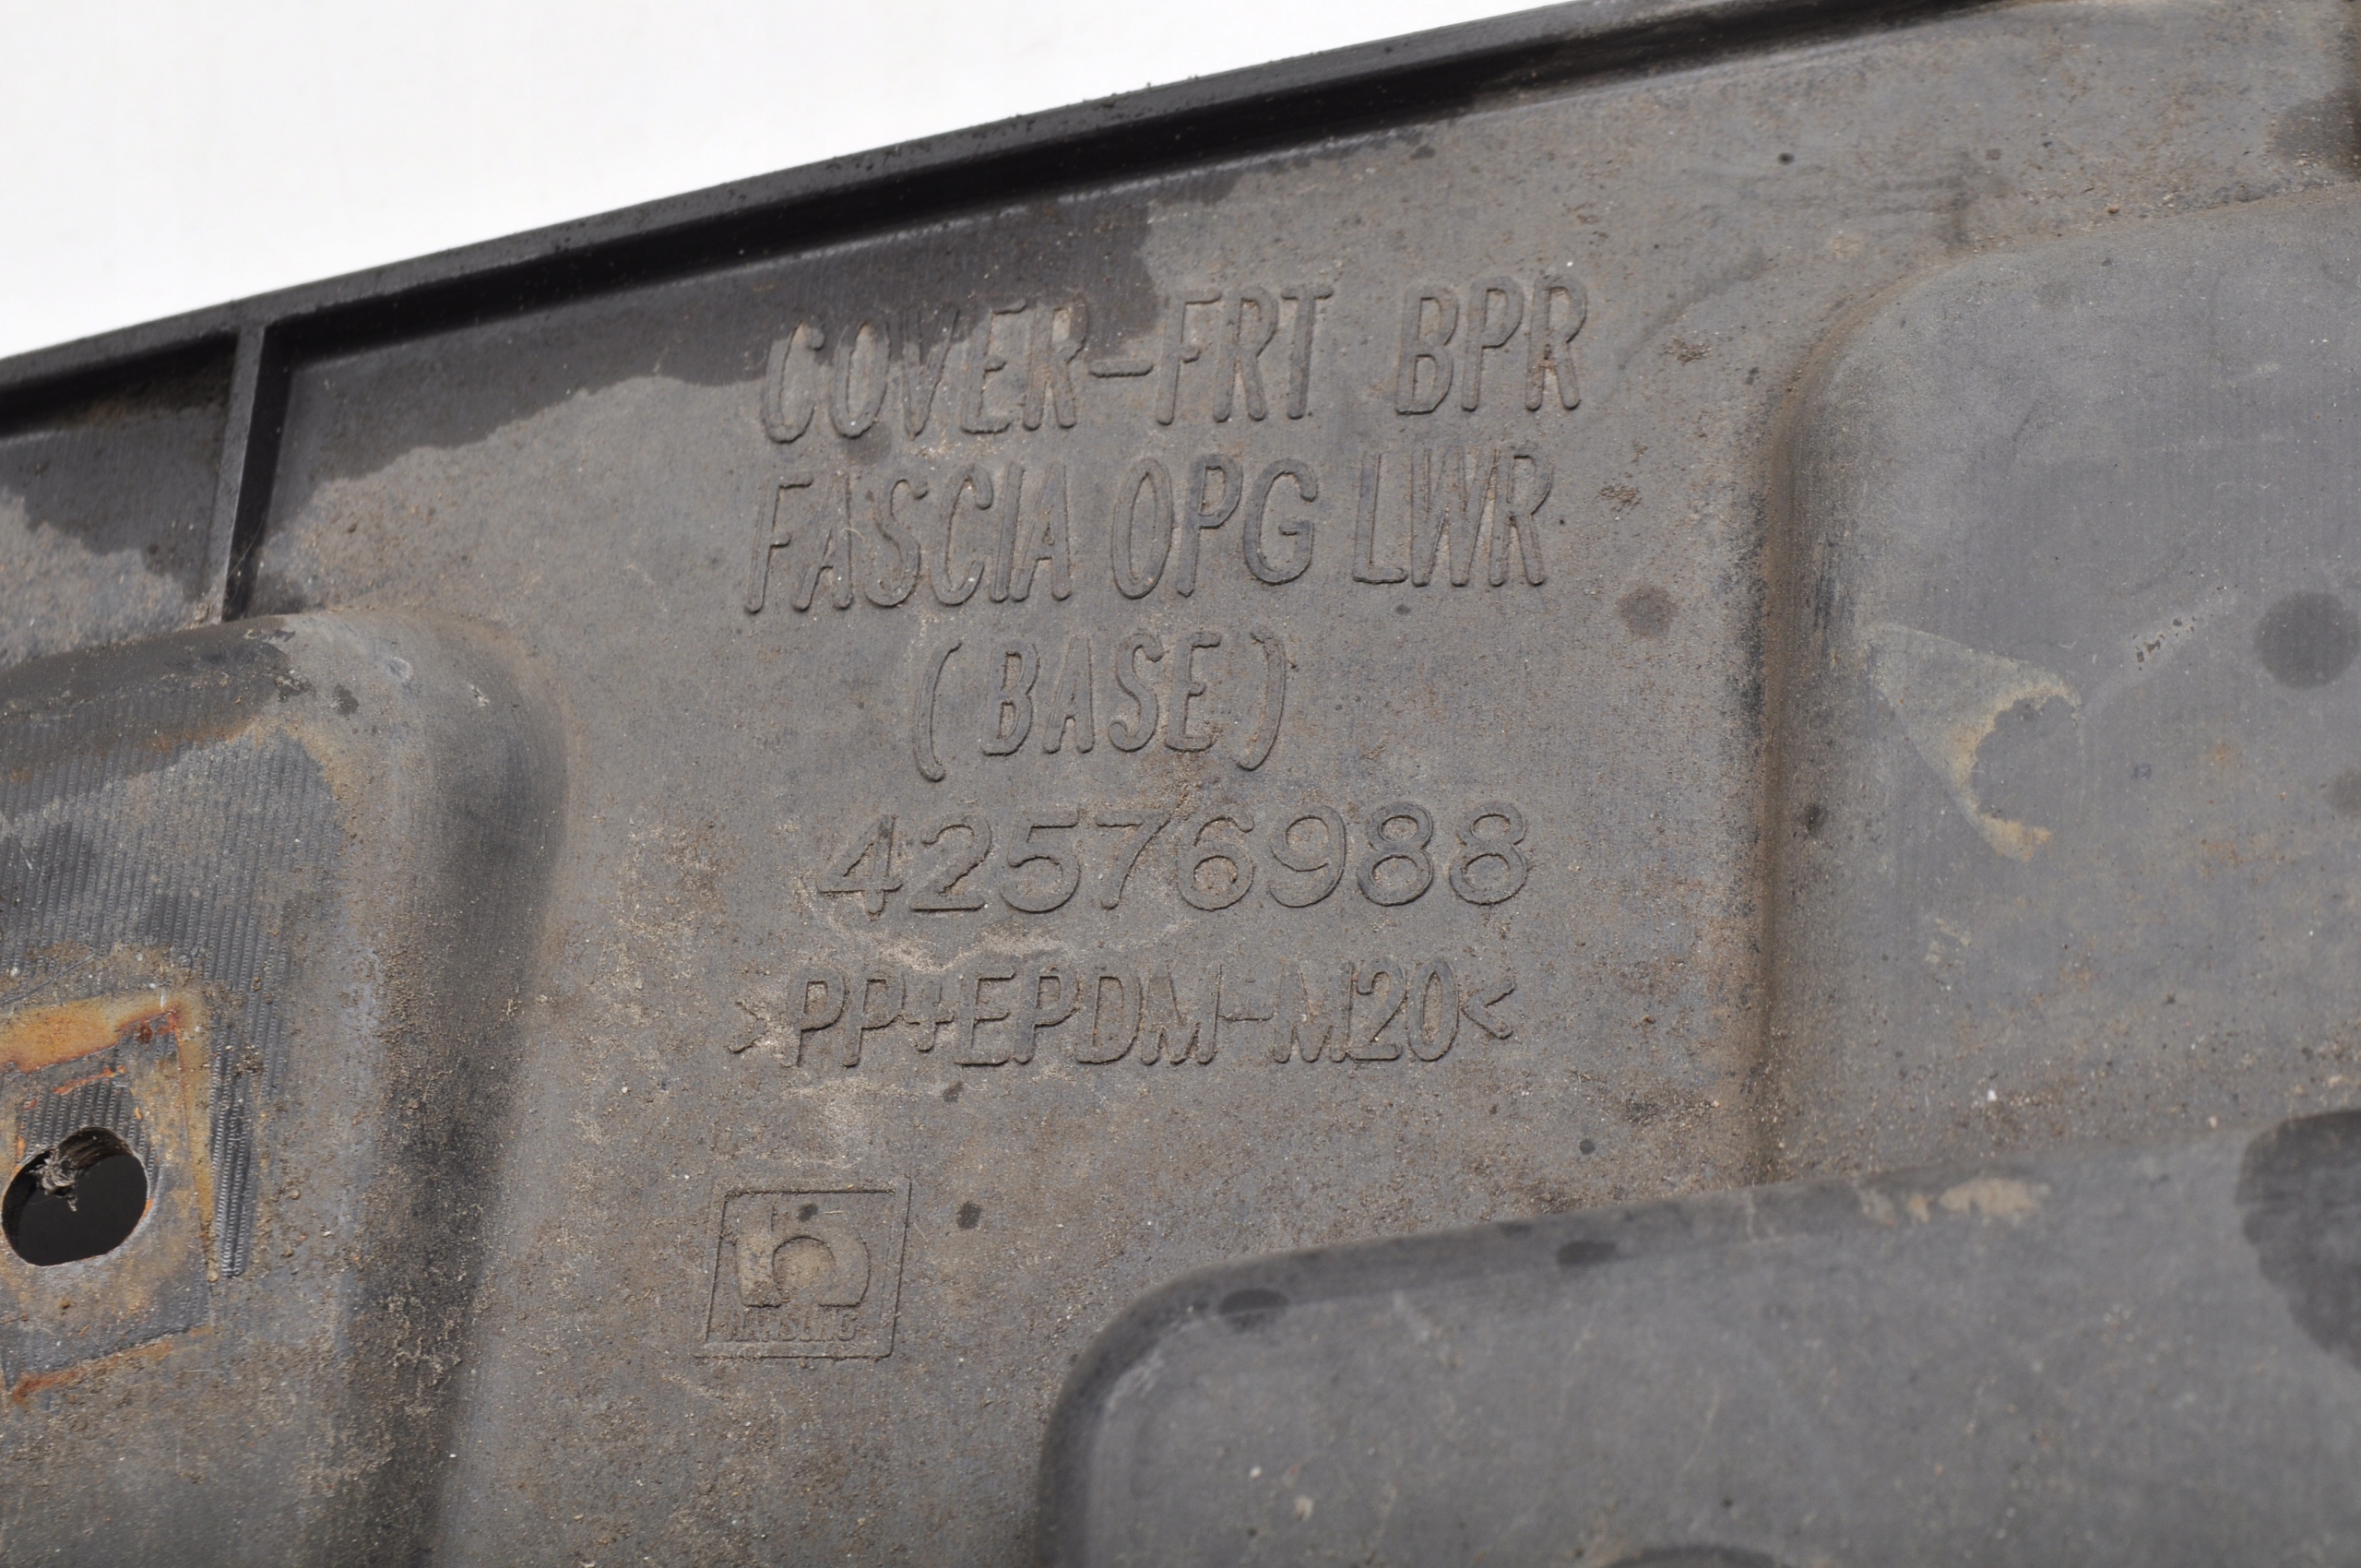 COVER-FRT BPR
FASCIA OPG LWR
(BASE)
42576988
>PP+EPDM-M20<